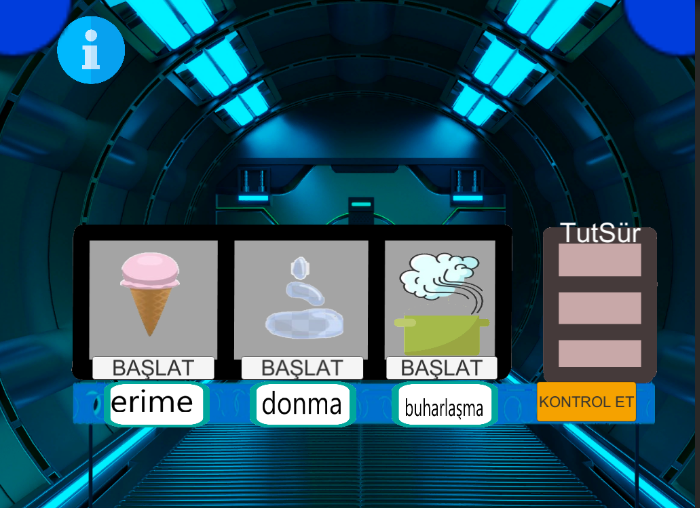 i
TutSür
BAŞLAT
BAŞLAT
BAŞLAT
erime
donma
buharlaşma
KONTROL ET